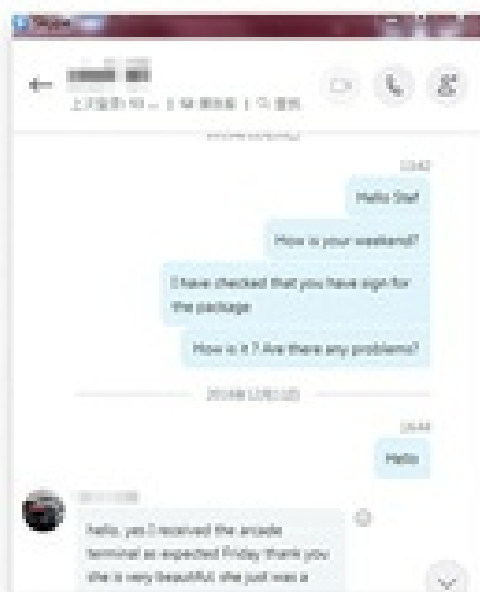 Skype
Hello Stef
How is your weekend?
I have checked that you have sign for
the package
How is it ? Are there any problems?
Hello
hello, yes I received the arcade
terminal as expected Friday thank you
she is very beautiful. she just was a